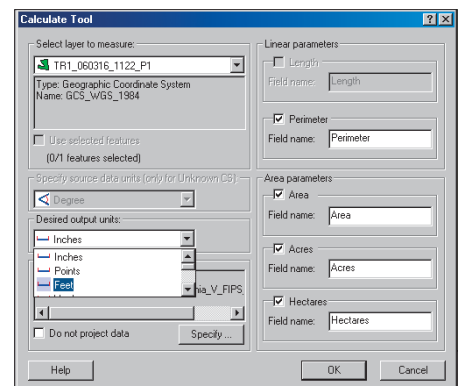 Calculate Tool
Select layer to measure:
TR1_060316_1122_P1
Type: Geographic Coordinate System
Name: GCS_WGS_1984
Use selected features
(0/1 features selected)
Specify source data units (only for Unknown CS)
Degree
Desired output units:
Inches
Inches
Points
Feet
nia_V_FIPS_
Do not project data
Specify ...
Linear parameters
Length
Field name: Length
Perimeter
Field name: Perimeter
Area parameters
Area
Field name: Area
Acres
Field name: Acres
Hectares
Field name: Hectares
Help
OK
Cancel